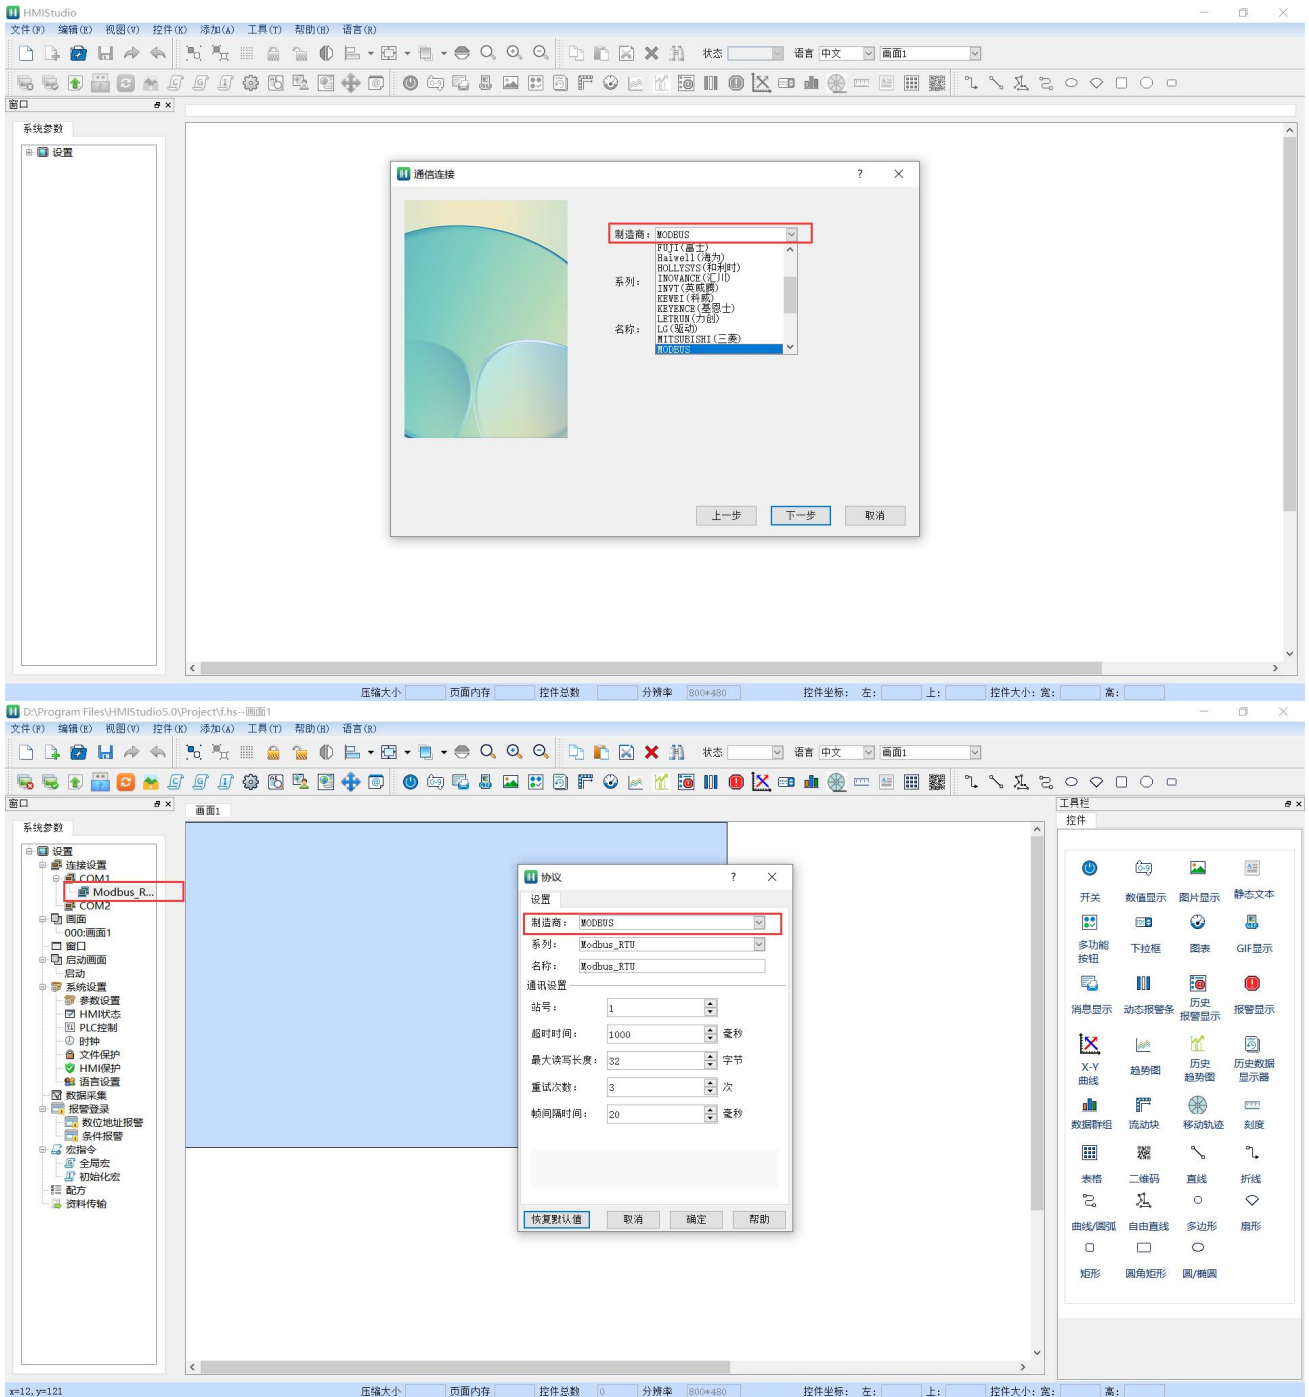 HMIStudio
文件(F) 编辑(E) 视图(V) 控件(K) 添加(A) 工具(T) 帮助(H) 语言(R)
状态 语言 中文 画面1
窗口
系统参数
设置
通信连接
制造商: MODBUS
FUJI(富士)
Haiwell(海为)
HOLLYSYS(和利时)
系列:
INOVANCE(汇川)
INVT(英威腾)
KEWEI(科威)
KEYENCE(基恩士)
LETRUN(力创)
名称:
LG(驱动)
MITSUBISHI(三菱)
MODBUS
上一步 下一步 取消
压缩大小 页面内存 控件总数 分辨率 800*480 控件坐标: 左: 上: 控件大小: 宽: 高:
D:\Program Files\HMIStudio5.0\Project\f.hs--画面1
文件(F) 编辑(E) 视图(V) 控件(K) 添加(A) 工具(T) 帮助(H) 语言(R)
状态 语言 中文 画面1
窗口
系统参数
设置
连接设置
COM1
Modbus_R...
COM2
画面
000:画面1
窗口
启动画面
启动
系统设置
参数设置
HMI状态
PLC控制
时钟
文件保护
HMI保护
语言设置
数据采集
报警登录
数位地址报警
条件报警
宏指令
全局宏
初始化宏
配方
资料传输
画面1
协议
设置
制造商: MODBUS
系列: Modbus_RTU
名称: Modbus_RTU
通讯设置
站号: 1
超时时间: 1000 毫秒
最大读写长度: 32 字节
重试次数: 3 次
帧间隔时间: 20 毫秒
恢复默认值 取消 确定 帮助
工具栏
控件
开关 数值显示 图片显示 静态文本
多功能按钮 下拉框 图表 GIF显示
消息显示 动态报警条 历史报警显示 报警显示
X-Y曲线 趋势图 历史趋势图 历史数据显示器
数据群组 流动块 移动轨迹 刻度
表格 二维码 直线 折线
曲线/圆弧 自由直线 多边形 扇形
矩形 圆角矩形 圆/椭圆
x=12, y=121 压缩大小 页面内存 控件总数 0 分辨率 800*480 控件坐标: 左: 上: 控件大小: 宽: 高: